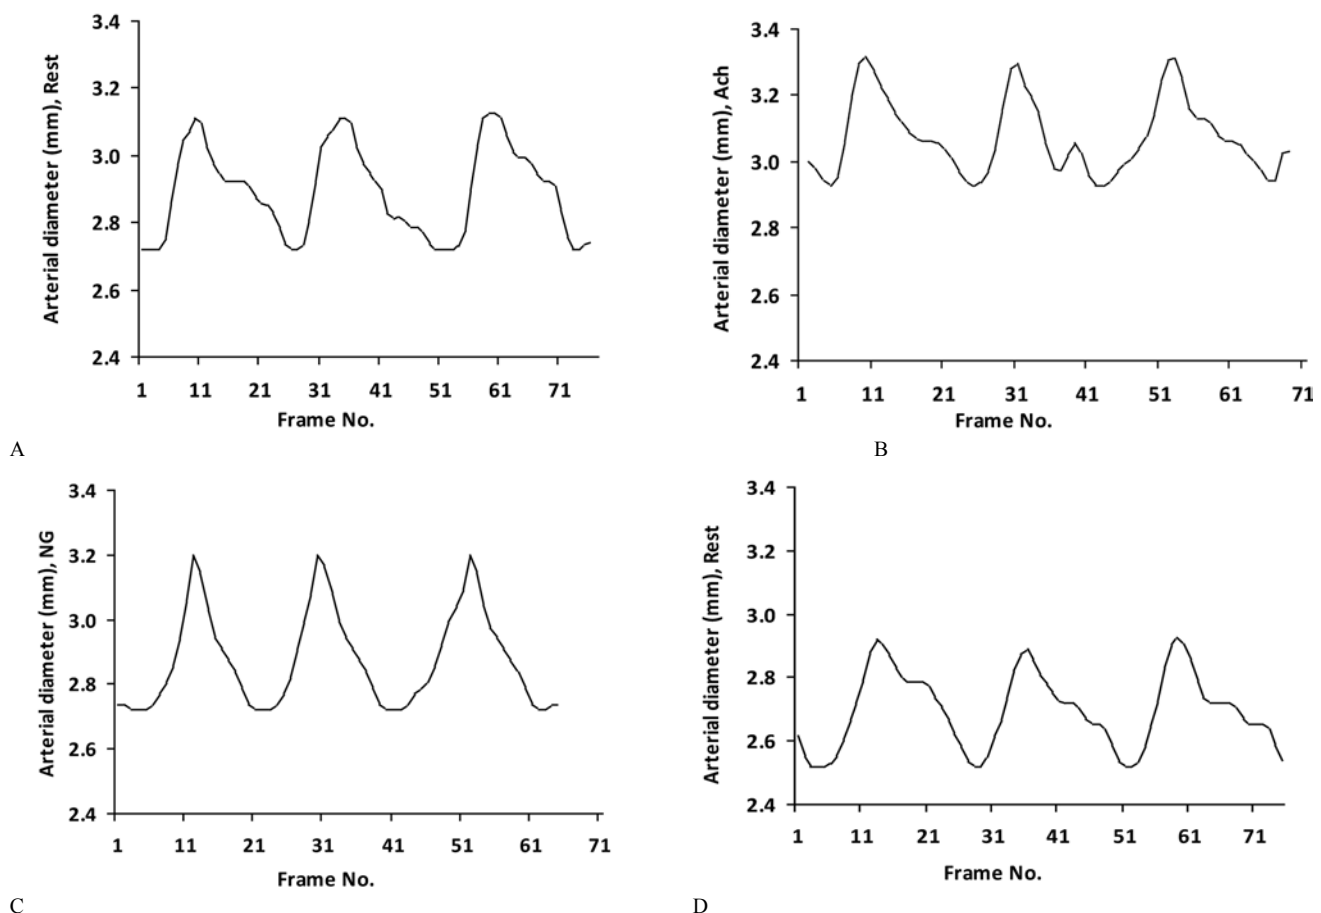 Arterial diameter (mm), Rest
3.4
3.2
3.0
2.8
2.6
2.4
1 11 21 31 41 51 61 71
Frame No.
A
Arterial diameter (mm), Ach
3.4
3.2
3.0
2.8
2.6
2.4
1 11 21 31 41 51 61 71
Frame No.
B
Arterial diameter (mm), NG
3.4
3.2
3.0
2.8
2.6
2.4
1 11 21 31 41 51 61 71
Frame No.
C
Arterial diameter (mm), Rest
3.4
3.2
3.0
2.8
2.6
2.4
1 11 21 31 41 51 61 71
Frame No.
D